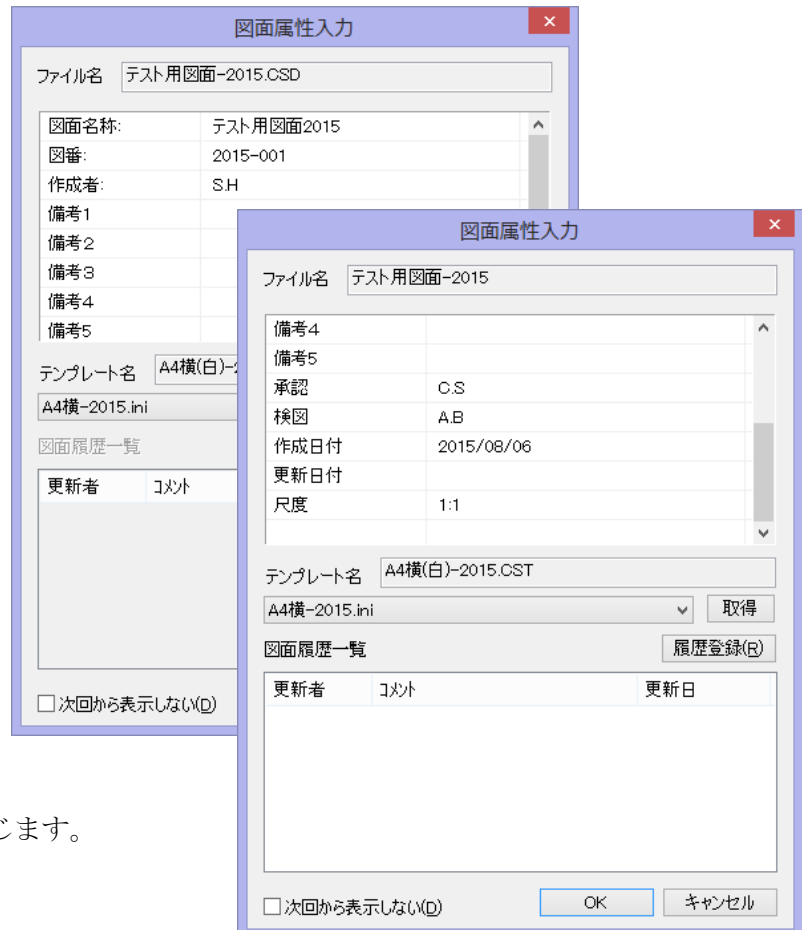 図面属性入力
ファイル名 テスト用図面-2015.CSD
図面名称: テスト用図面2015
図番: 2015-001
作成者: S.H
備考1
備考2
備考3
備考4
備考5
テンプレート名 A4横(白)-
A4横-2015.ini
図面履歴一覧
更新者 コメント
次回から表示しない(D)
図面属性入力
ファイル名 テスト用図面-2015
備考4
備考5
承認 C.S
検図 A.B
作成日付 2015/08/06
更新日付
尺度 1:1
テンプレート名 A4横(白)-2015.CST
A4横-2015.ini 取得
図面履歴一覧 履歴登録(R)
更新者 コメント 更新日
次回から表示しない(D) OK キャンセル
じます。